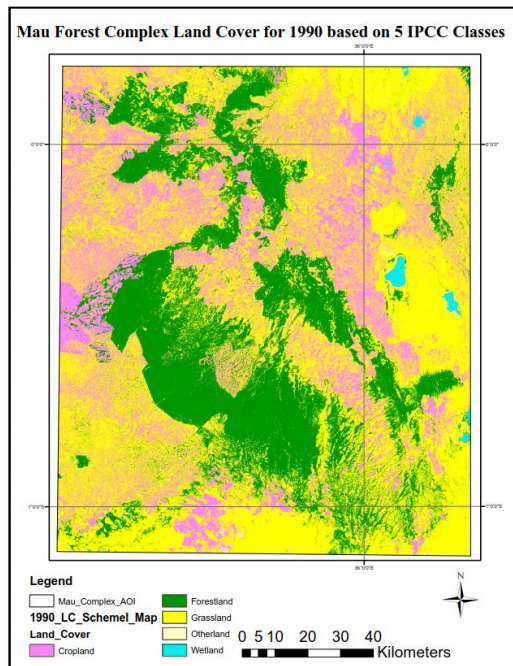 Mau Forest Complex Land Cover for 1990 based on 5 IPCC Classes
36°0'0"E
0°0'0" 0°0'0"
1°0'0"S 1°0'0"S
36°0'0"E
Legend
Mau_Complex_AOI
1990_LC_Schemel_Map
Land_Cover
Cropland
Forestland
Grassland
Otherland
Wetland
N
0 5 10 20 30 40
Kilometers